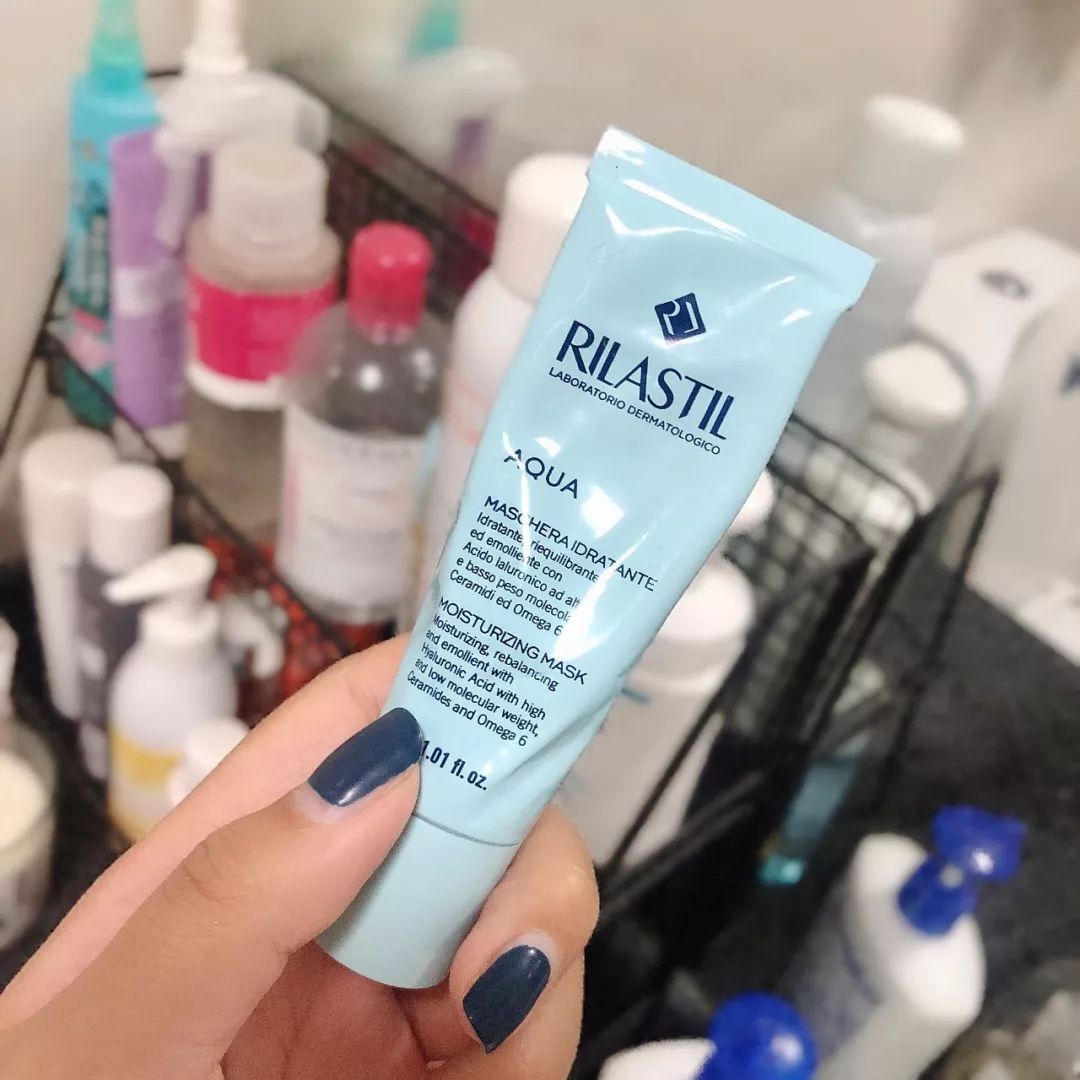 RILASTIL
LABORATORIO DERMATOLOGICO
AQUA
MASCHERA IDRATANTE
Idratante, riequilibrante
ed emolliente con
Acido Ialuronico ad
e basso peso
Ceramidi ed Omega 6
MOISTURIZING MASK
Moisturizing, rebalancing
and emollient with
Hyaluronic Acid with high
and low molecular weight,
Ceramides and Omega 6
1.01 fl. oz.